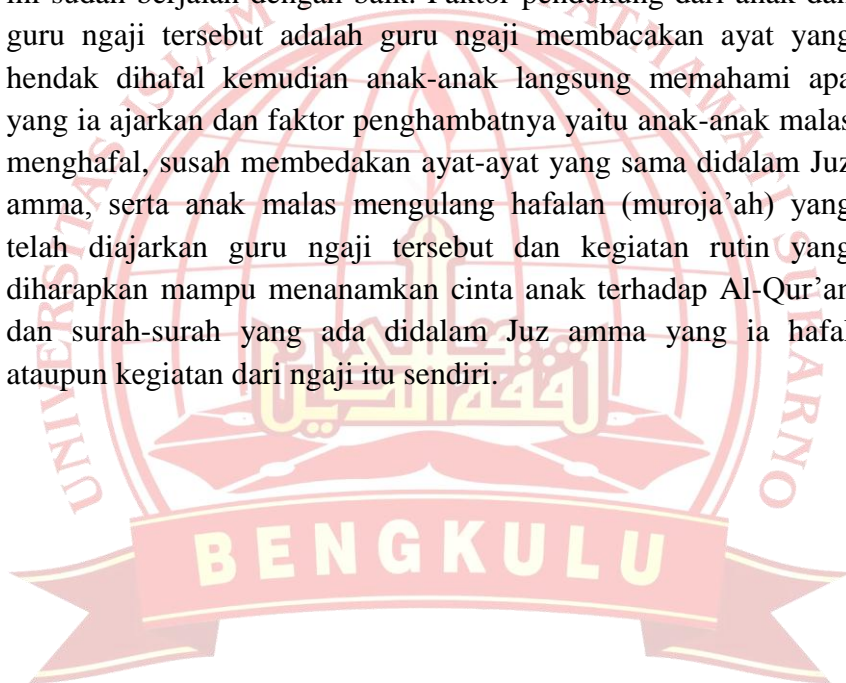 ini sudah berjalan dengan baik. Faktor pendukung dari anak dan
guru ngaji tersebut adalah guru ngaji membacakan ayat yang
hendak dihafal kemudian anak-anak langsung memahami apa
yang ia ajarkan dan faktor penghambatnya yaitu anak-anak malas
menghafal, susah membedakan ayat-ayat yang sama didalam Juz
amma, serta anak malas mengulang hafalan (muroja’ah) yang
telah diajarkan guru ngaji tersebut dan kegiatan rutin yang
diharapkan mampu menanamkan cinta anak terhadap Al-Qur’an
dan surah-surah yang ada didalam Juz amma yang ia hafal
ataupun kegiatan dari ngaji itu sendiri.
UNIVERSITAS ISLAM FATMAWATI SUKARNO
BENGKULU